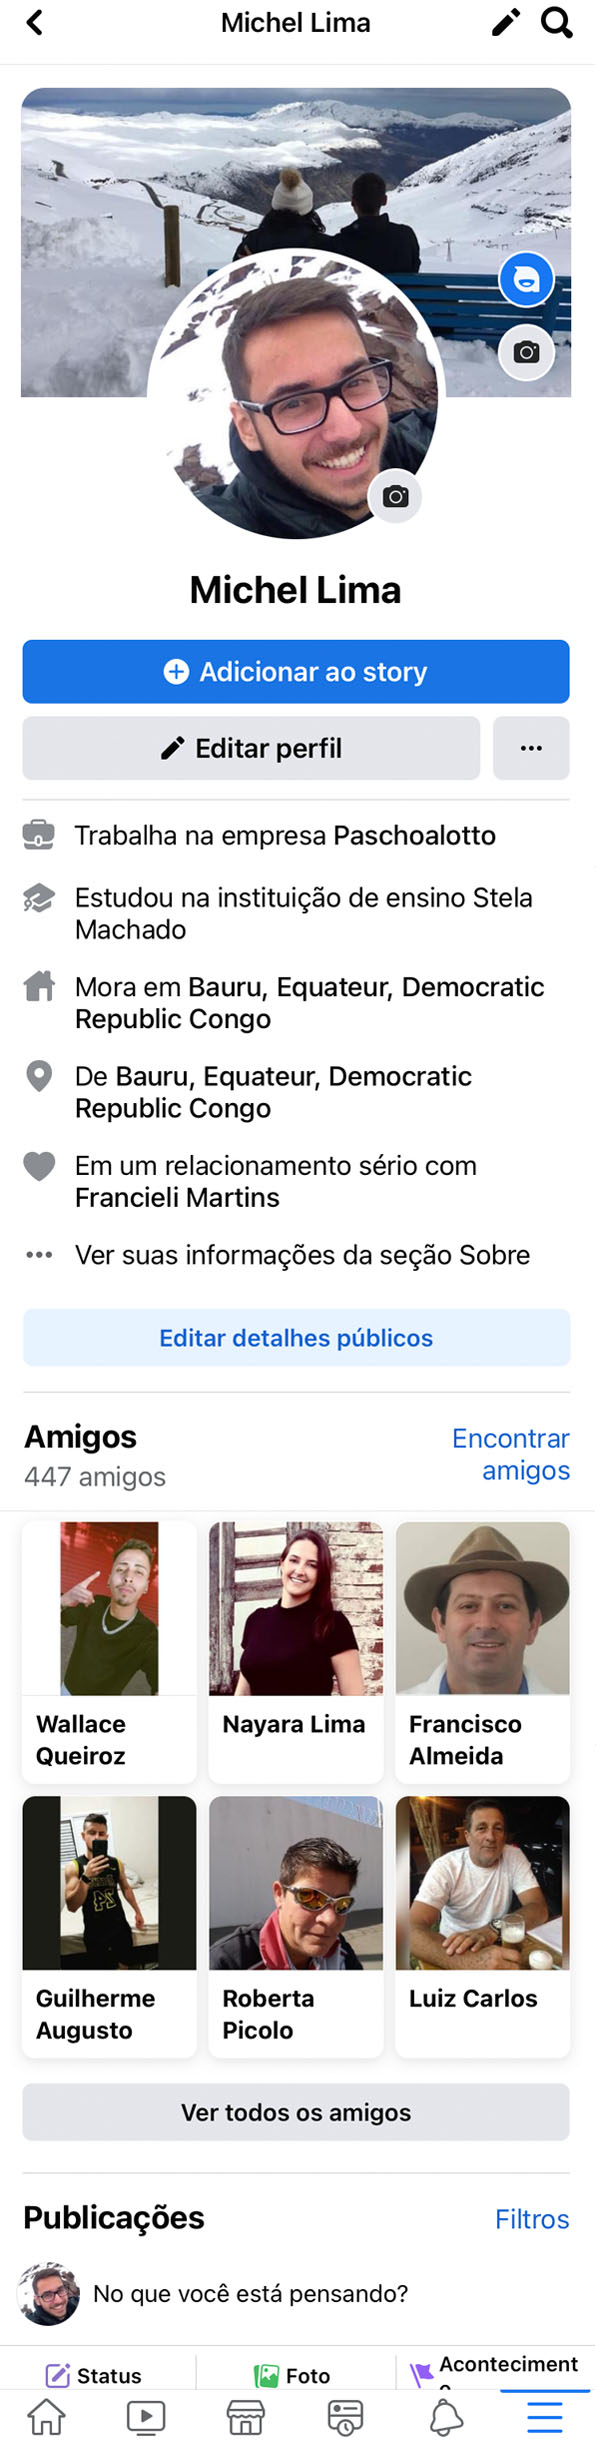 Michel Lima
Michel Lima
Adicionar ao story
Editar perfil
Trabalha na empresa Paschoalotto
Estudou na instituição de ensino Stela
Machado
Mora em Bauru, Equateur, Democratic
Republic Congo
De Bauru, Equateur, Democratic
Republic Congo
Em um relacionamento sério com
Francieli Martins
Ver suas informações da seção Sobre
Editar detalhes públicos
Amigos
447 amigos
Encontrar
amigos
Wallace
Queiroz
Nayara Lima
Francisco
Almeida
Guilherme
Augusto
Roberta
Picolo
Luiz Carlos
Ver todos os amigos
Publicações
Filtros
No que você está pensando?
Status
Foto
Acontecimento